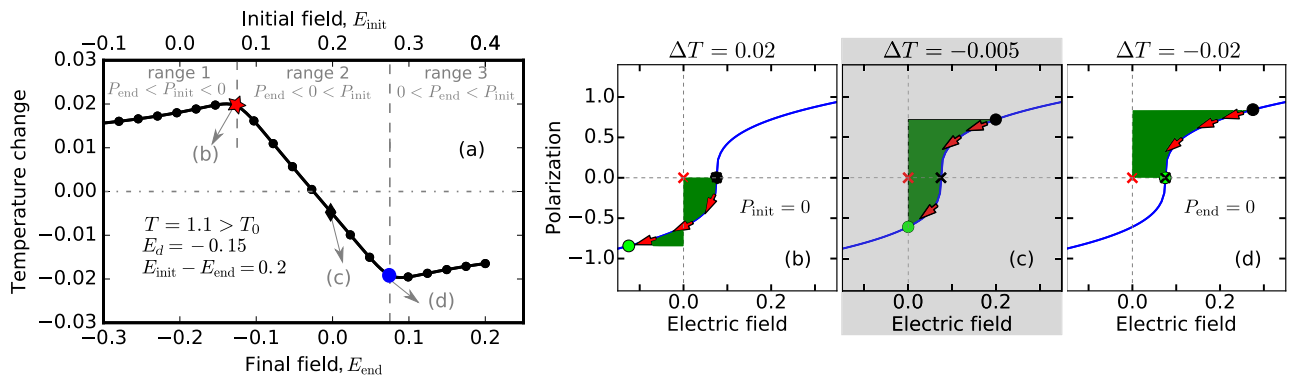 Initial field, E_init
−0.1 0.0 0.1 0.2 0.3 0.4
0.03
0.02
0.01
0.00
−0.01
−0.02
−0.03
Temperature change
range 1 range 2 range 3
P_end < P_init < 0 P_end < 0 < P_init 0 < P_end < P_init
(a)
(b)
T = 1.1 > T_0
E_d = −0.15
E_init − E_end = 0.2
(c)
(d)
−0.3 −0.2 −0.1 0.0 0.1 0.2
Final field, E_end
ΔT = 0.02 ΔT = −0.005 ΔT = −0.02
Polarization
1.0
0.5
0.0
−0.5
−1.0
P_init = 0
P_end = 0
(b) (c) (d)
0.0 0.2 0.0 0.2 0.0 0.2
Electric field Electric field Electric field